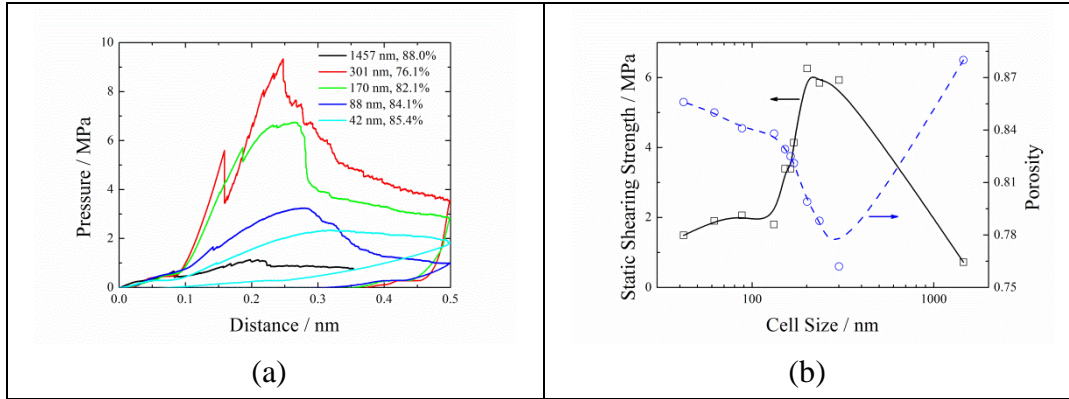 10
8
6
4
2
0
Pressure / MPa
0.0 0.1 0.2 0.3 0.4 0.5
Distance / nm
1457 nm, 88.0%
301 nm, 76.1%
170 nm, 82.1%
88 nm, 84.1%
42 nm, 85.4%
(a)
6
4
2
0
Static Shearing Strength / MPa
0.87
0.84
0.81
0.78
0.75
Porosity
100 1000
Cell Size / nm
(b)